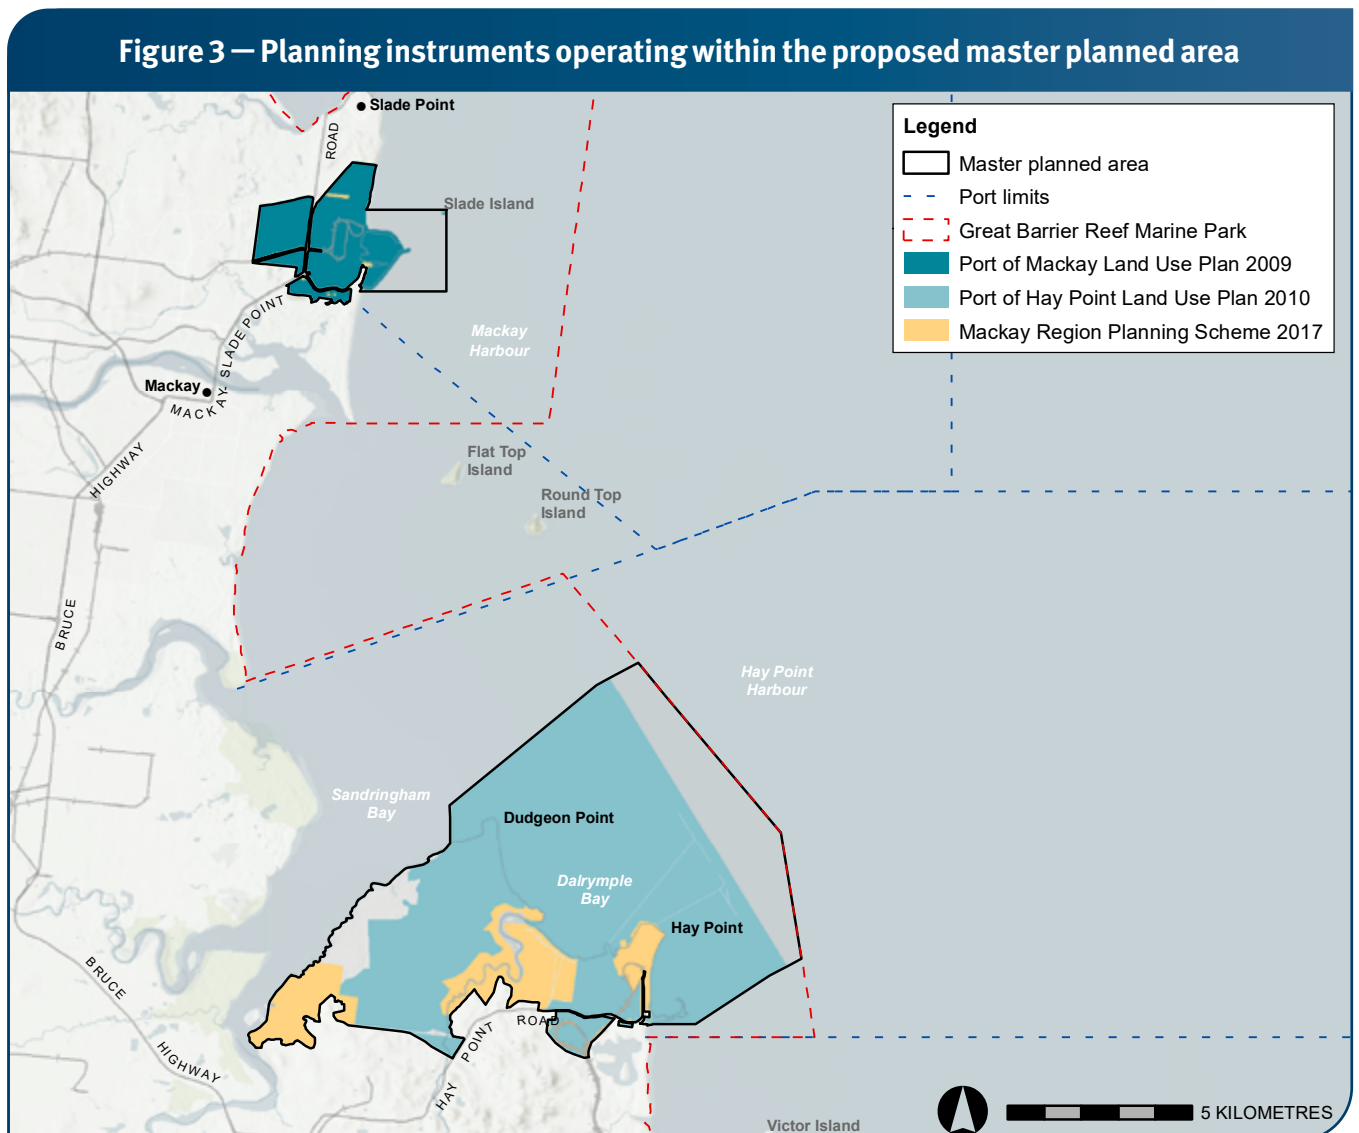 Figure 3 — Planning instruments operating within the proposed master planned area
Slade Point
ROAD
Legend
Master planned area
Port limits
Great Barrier Reef Marine Park
Port of Mackay Land Use Plan 2009
Port of Hay Point Land Use Plan 2010
Mackay Region Planning Scheme 2017
Slade Island
Mackay
Harbour
MACKAY- SLADE POINT
Mackay
HIGHWAY
Flat Top
Island
Round Top
Island
BRUCE
Hay Point
Harbour
Sandringham
Bay
Dudgeon Point
Dalrymple
Bay
Hay Point
BRUCE
HIGHWAY
HAY POINT ROAD
Victor Island
5 KILOMETRES